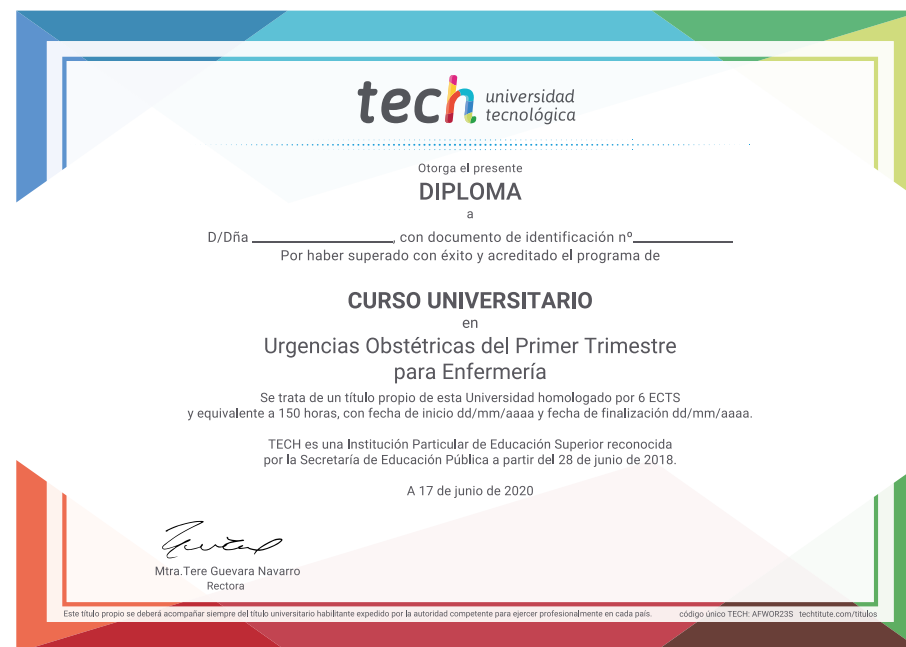 tech universidad
tecnológica
Otorga el presente
DIPLOMA
a
D/Dña ____________________, con documento de identificación nº______________
Por haber superado con éxito y acreditado el programa de
CURSO UNIVERSITARIO
en
Urgencias Obstétricas del Primer Trimestre
para Enfermería
Se trata de un título propio de esta Universidad homologado por 6 ECTS
y equivalente a 150 horas, con fecha de inicio dd/mm/aaaa y fecha de finalización dd/mm/aaaa.
TECH es una Institución Particular de Educación Superior reconocida
por la Secretaría de Educación Pública a partir del 28 de junio de 2018.
A 17 de junio de 2020
Mtra.Tere Guevara Navarro
Rectora
Este título propio se deberá acompañar siempre del título universitario habilitante expedido por la autoridad competente para ejercer profesionalmente en cada país. código único TECH: AFWOR23S techtitute.com/titulos